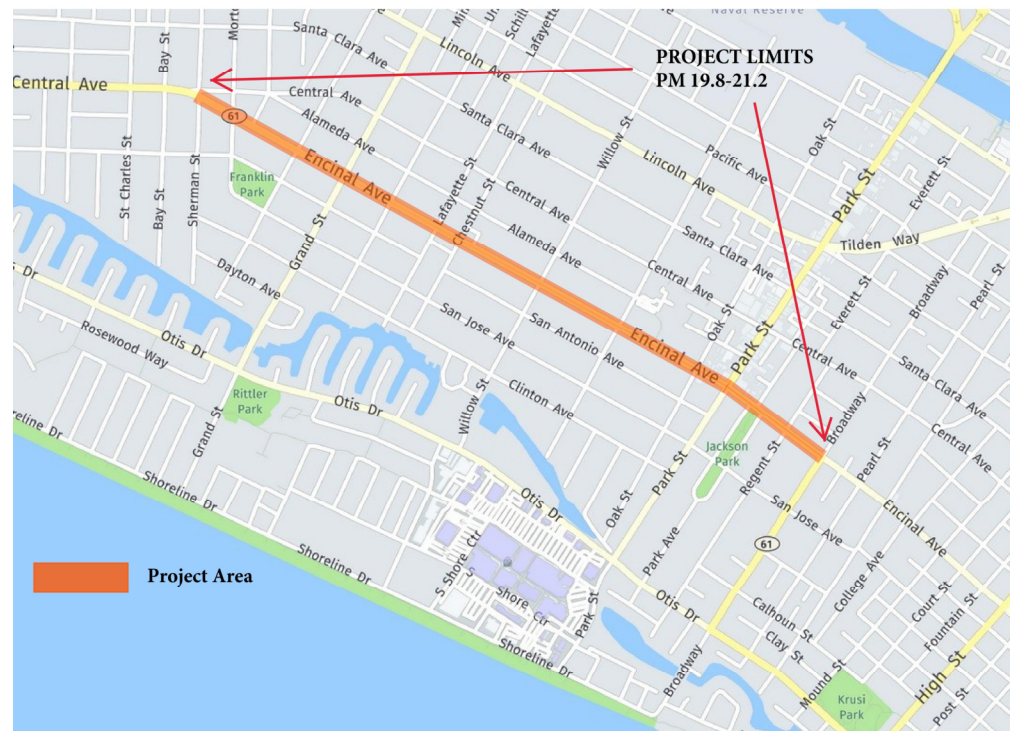 Naval Reserve
Bay St
Morto
Santa Clara Ave
Min
Un
Schill
Lafayette
Lincoln Ave
PROJECT LIMITS
PM 19.8-21.2
Central Ave
Central Ave
61
Alameda Ave
Santa Clara Ave
Willow St
Oak St
Pacific Ave
Lincoln Ave
Everett St
Park St
Tilden Way
St Charles St
Bay St
Sherman St
Franklin
Park
Encinal Ave
Lafayette St
Chestnut St
Central Ave
Alameda Ave
Santa Clara Ave
Central Ave
Broadway
Pearl St
Everett St
Grand St
Dayton Ave
s Dr
Otis Dr
Rosewood Way
San Jose Ave
San Antonio Ave
Encinal Ave
Oak St
Park St
Central Ave
Santa Clara Ave
Rittler
Park
Otis Dr
Willow St
Clinton Ave
Broadway
Central Ave
Jackson
Park
Regent St
Pearl St
Grand St
reline Dr
Shoreline Dr
Otis Dr
Oak St
Park St
San Jose Ave
Encinal Ave
61
Park Ave
Shoreline Dr
S Shore Ctr
S Shore Ctr
Park St
Otis Dr
College Ave
Court St
Fountain St
Calhoun St
Clay St
Project Area
Shoreline Dr
Broadway
Mound St
High St
Krusi
Park
Post St